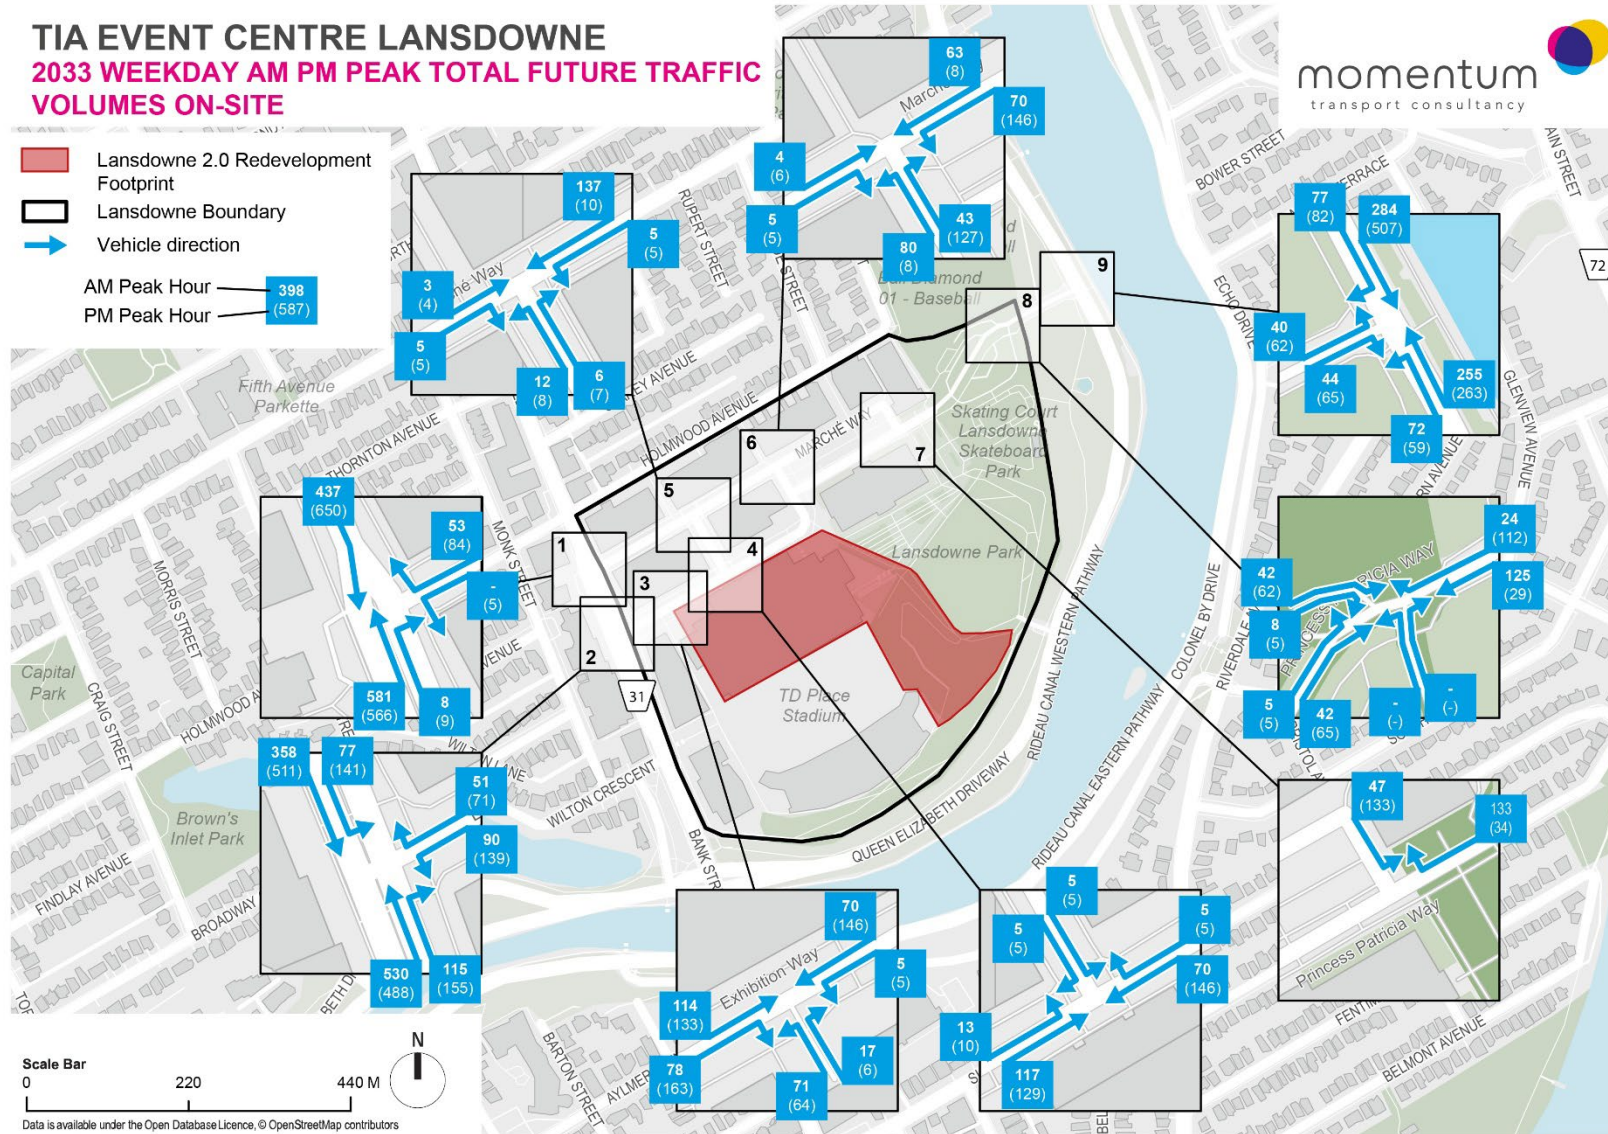 TIA EVENT CENTRE LANSDOWNE
2033 WEEKDAY AM PM PEAK TOTAL FUTURE TRAFFIC
VOLUMES ON-SITE
momentum
transport consultancy
Lansdowne 2.0 Redevelopment
Footprint
Lansdowne Boundary
Vehicle direction
AM Peak Hour
PM Peak Hour
398
(587)
63
(8)
70
(146)
4
(6)
5
(5)
43
(127)
80
(8)
137
(10)
5
(5)
3
(4)
5
(5)
12
(8)
6
(7)
77
(82)
284
(507)
40
(62)
44
(65)
255
(263)
72
(59)
437
(650)
53
(84)
-
(5)
581
(566)
8
(9)
24
(112)
125
(29)
42
(62)
8
(5)
5
(5)
42
(65)
-
(-)
-
(-)
358
(511)
77
(141)
51
(71)
90
(139)
530
(488)
115
(155)
47
(133)
133
(34)
70
(146)
5
(5)
114
(133)
78
(163)
17
(6)
71
(64)
5
(5)
5
(5)
5
(5)
70
(146)
13
(10)
117
(129)
1
2
3
4
5
6
7
8
9
31
72
BOWER STREET
RUPERT STREET
ECHO DRIVE
GLENVIEW AVENUE
Fifth Avenue
Parkette
THORNTON AVENUE
HOLMWOOD AVENUE
MARCHÉ WAY
01 - Baseball
Skating Court
Lansdowne
Skateboard
Park
Lansdowne Park
TD Place
Stadium
MONK STREET
MORRIS STREET
CRAIG STREET
Capital
Park
Brown's
Inlet Park
FINDLAY AVENUE
BROADWAY
WILTON CRESCENT
QUEEN ELIZABETH DRIVEWAY
RIDEAU CANAL WESTERN PATHWAY
RIDEAU CANAL EASTERN PATHWAY
COLONEL BY DRIVE
Exhibition Way
Princess Patricia Way
BARTON STREET
BELMONT AVENUE
N
Scale Bar
0
220
440 M
Data is available under the Open Database Licence, © OpenStreetMap contributors